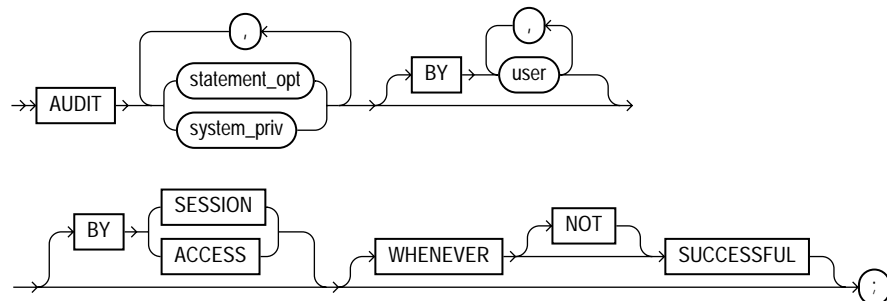 ,
,
statement_opt
BY
user
AUDIT
system_priv
SESSION
NOT
BY
ACCESS
WHENEVER
SUCCESSFUL
;